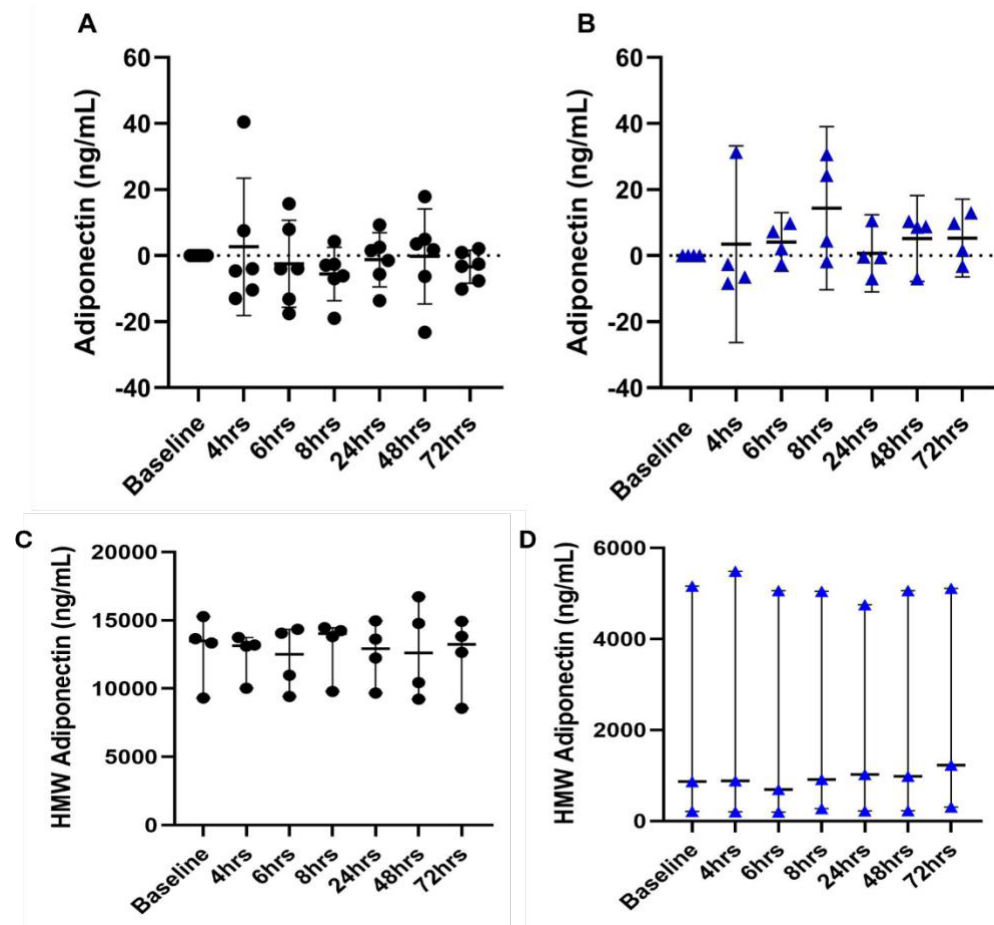 A
Adiponectin (ng/mL)
60
40
20
0
-20
-40
Baseline
4hrs
6hrs
8hrs
24hrs
48hrs
72hrs
B
Adiponectin (ng/mL)
60
40
20
0
-20
-40
Baseline
4hs
6hrs
8hrs
24hrs
48hrs
72hrs
C
HMW Adiponectin (ng/mL)
20000
15000
10000
5000
0
Baseline
4hrs
6hrs
8hrs
24hrs
48hrs
72hrs
D
HMW Adiponectin (ng/mL)
6000
4000
2000
0
Baseline
4hrs
6hrs
8hrs
24hrs
48hrs
72hrs